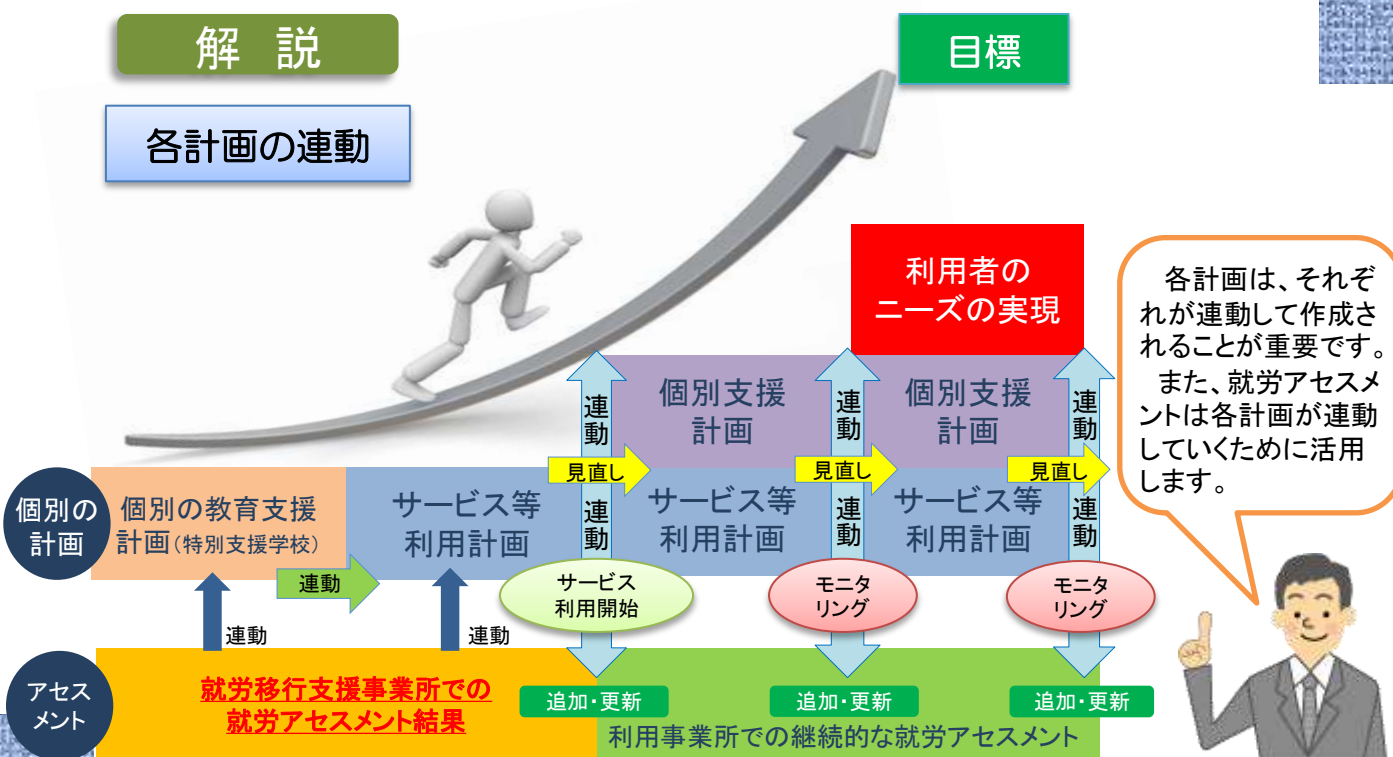 解 説
目標
各計画の連動
利用者の
ニーズの実現
各計画は、それぞ
れが連動して作成さ
れることが重要です。
また、就労アセスメ
ントは各計画が連動
していくために活用
します。
連動
個別支援
計画
連動
個別支援
計画
連動
見直し
見直し
見直し
個別の
計画
個別の教育支援
計画(特別支援学校)
サービス等
利用計画
連動
サービス等
利用計画
連動
サービス等
利用計画
連動
連動
サービス
利用開始
モニタ
リング
モニタ
リング
連動
連動
アセス
メント
就労移行支援事業所での
就労アセスメント結果
追加・更新
追加・更新
追加・更新
利用事業所での継続的な就労アセスメント